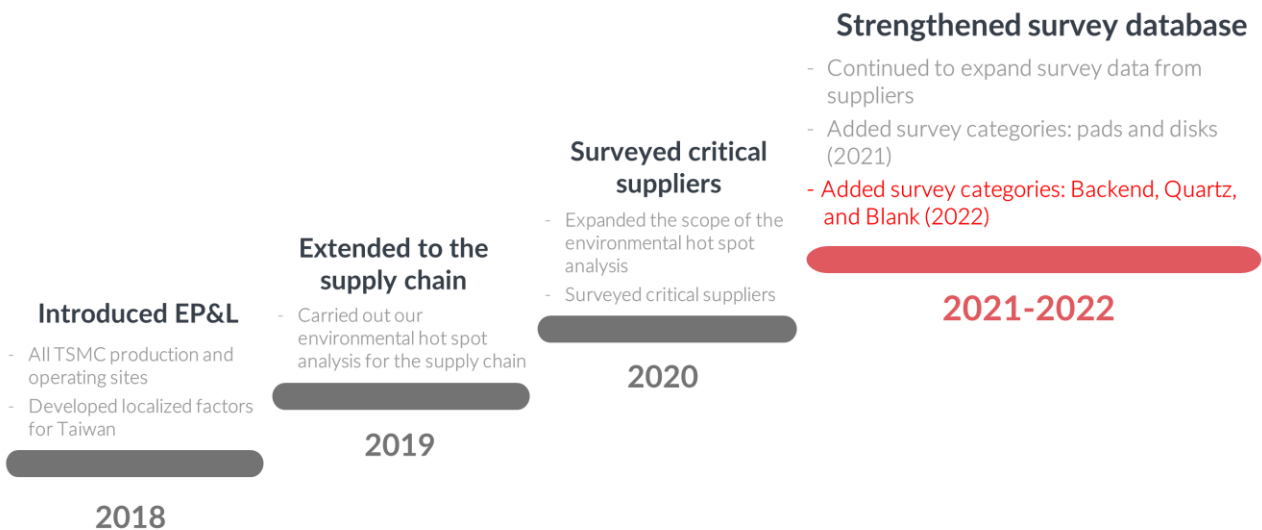 Introduced EP&L
- All TSMC production and
operating sites
- Developed localized factors
for Taiwan
2018
Extended to the
supply chain
- Carried out our
environmental hot spot
analysis for the supply chain
2019
Surveyed critical
suppliers
- Expanded the scope of the
environmental hot spot
analysis
- Surveyed critical suppliers
2020
Strengthened survey database
- Continued to expand survey data from
suppliers
- Added survey categories: pads and disks
(2021)
- Added survey categories: Backend, Quartz,
and Blank (2022)
2021-2022